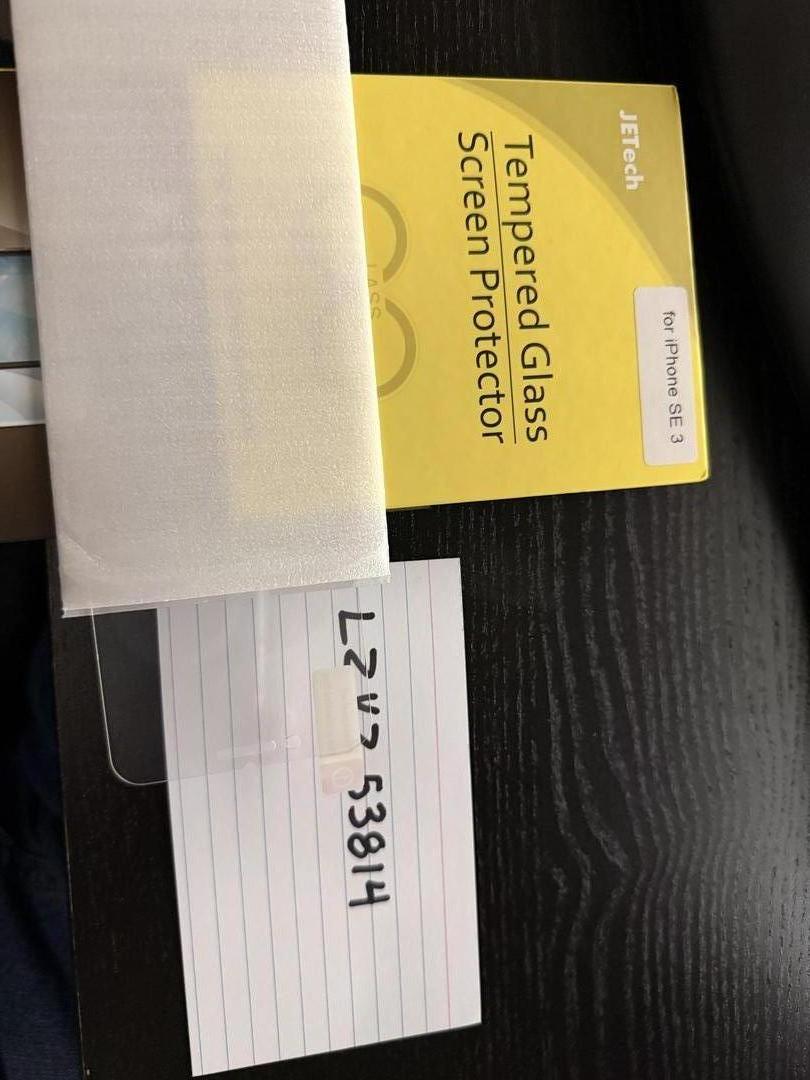 JETech
for iPhone SE 3
Tempered Glass
Screen Protector
53814